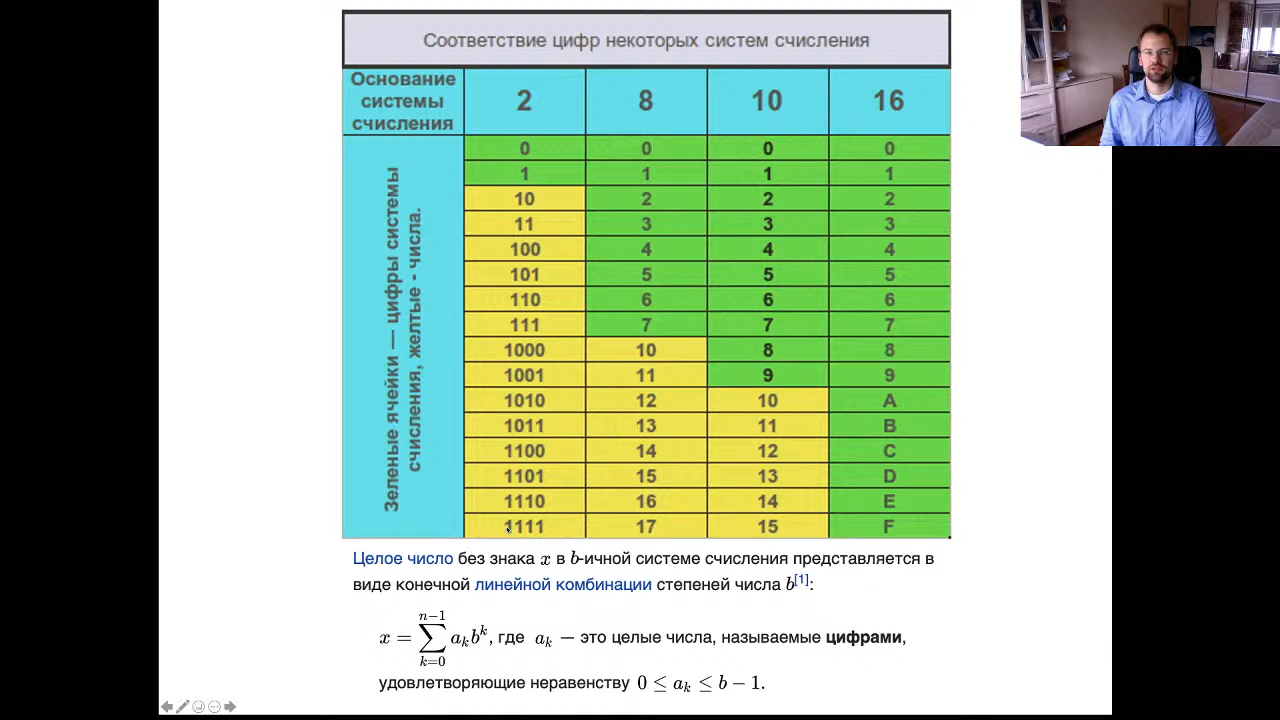 Соответствие цифр некоторых систем счисления
Основание
системы
счисления
2 8 10 16
Зеленые ячейки — цифры системы
счисления, желтые - числа.
0 0 0 0
1 1 1 1
10 2 2 2
11 3 3 3
100 4 4 4
101 5 5 5
110 6 6 6
111 7 7 7
1000 10 8 8
1001 11 9 9
1010 12 10 A
1011 13 11 B
1100 14 12 C
1101 15 13 D
1110 16 14 E
1111 17 15 F
Целое число без знака x в b-ичной системе счисления представляется в
виде конечной линейной комбинации степеней числа b[1]:
x = ∑_{k=0}^{n−1} a_k b^k, где a_k — это целые числа, называемые цифрами,
удовлетворяющие неравенству 0 ≤ a_k ≤ b − 1.